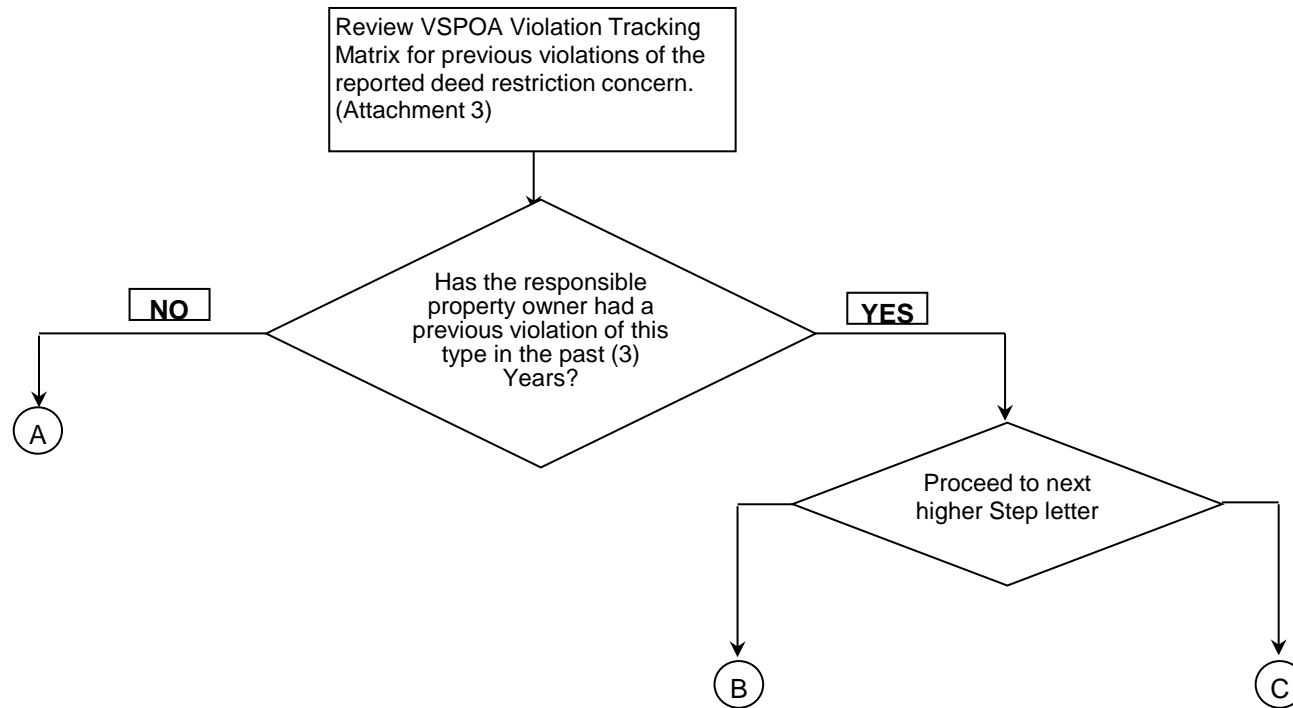 Review VSPOA Violation Tracking
Matrix for previous violations of the
reported deed restriction concern.
(Attachment 3)
Has the responsible
property owner had a
previous violation of this
type in the past (3)
Years?
NO
YES
A
Proceed to next
higher Step letter
B
C